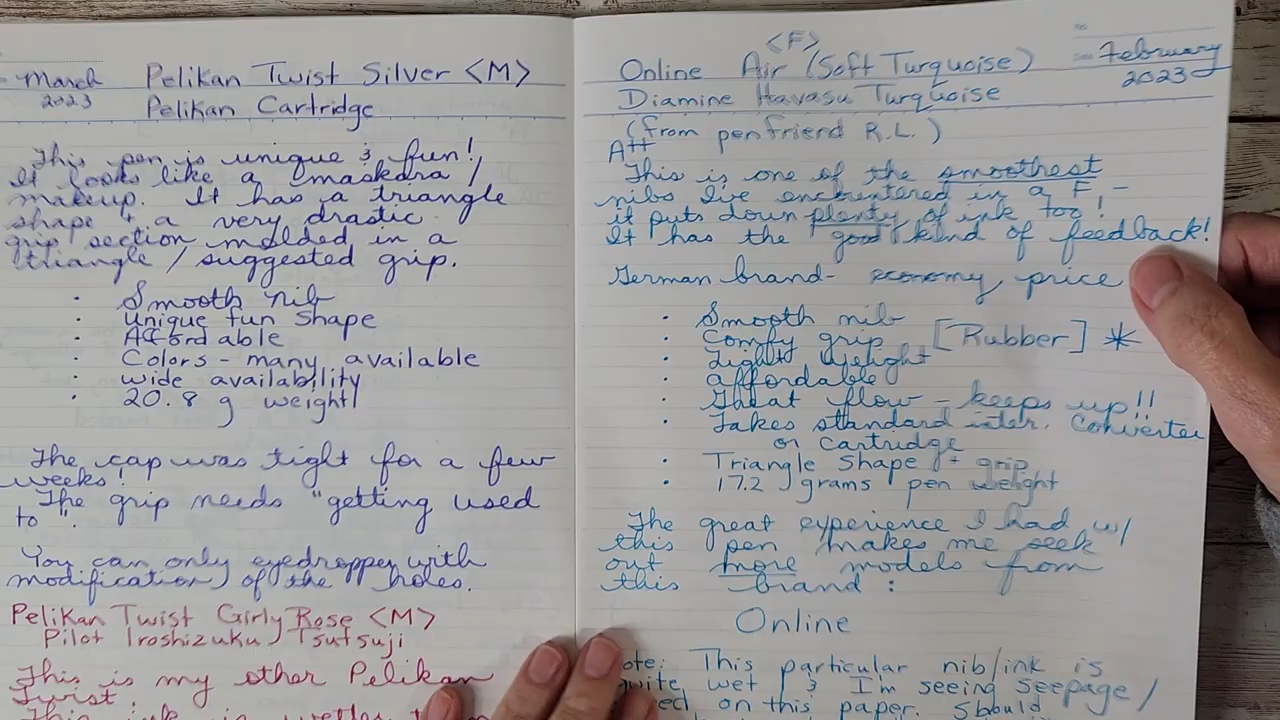 March
2023
Pelikan Twist Silver <M>
Pelikan Cartridge
This pen is unique & fun!
It looks like a maskara /
makeup. It has a triangle
shape + a very drastic
grip section molded in a
triangle / suggested grip.
· Smooth nib
· Unique fun shape
· Affordable
· Colors - many available
· wide availability
· 20.8 g weight
The cap was tight for a few
weeks!
The grip needs "getting used
to".
You can only eyedropper with
modification of the holes.
Pelikan Twist Girly Rose <M>
Pilot Iroshizuku Tsutsuji
This is my other Pelikan
Twist.
This ink is wetter
<F>
Online Air (Soft Turquoise)
Diamine Havasu Turquoise
February
2023
(from penfriend R.L.)
A++
This is one of the smoothest
nibs I've encountered in a F -
it puts down plenty of ink too!
It has the "good" kind of feedback!
German brand - economy price
· Smooth nib
· Comfy grip [Rubber] *
· Light weight
· affordable
· Great flow - keeps up!!
· Takes standard inter. Converter
or cartridge
· Triangle Shape + grip
· 17.2 grams pen weight
The great experience I had w/
this pen makes me seek
out more models from
this brand:
Online
ote: This particular nib/ink is
quite wet & I'm seeing seepage /
on this paper. Should